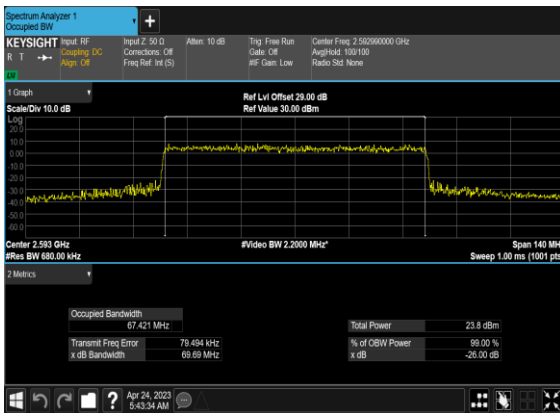 Spectrum Analyzer 1
Occupied BW
KEYSIGHT
R T
LV
Input: RF
Coupling: DC
Align: Off
Input Z: 50 Ω
Corrections: Off
Freq Ref: Int (S)
Atten: 10 dB
Trig: Free Run
Gate: Off
#IF Gain: Low
Center Freq: 2.592990000 GHz
Avg|Hold: 100/100
Radio Std: None
1 Graph
Scale/Div 10.0 dB
Ref Lvl Offset 29.00 dB
Ref Value 30.00 dBm
Log
20.0
10.0
0.00
-10.0
-20.0
-30.0
-40.0
-50.0
-60.0
Center 2.593 GHz
#Res BW 680.00 kHz
#Video BW 2.2000 MHz*
Span 140 MH
Sweep 1.00 ms (1001 pts
2 Metrics
Occupied Bandwidth
67.421 MHz
Transmit Freq Error 79.494 kHz
x dB Bandwidth 69.69 MHz
Total Power 23.8 dBm
% of OBW Power 99.00 %
x dB -26.00 dB
Apr 24, 2023
5:43:34 AM